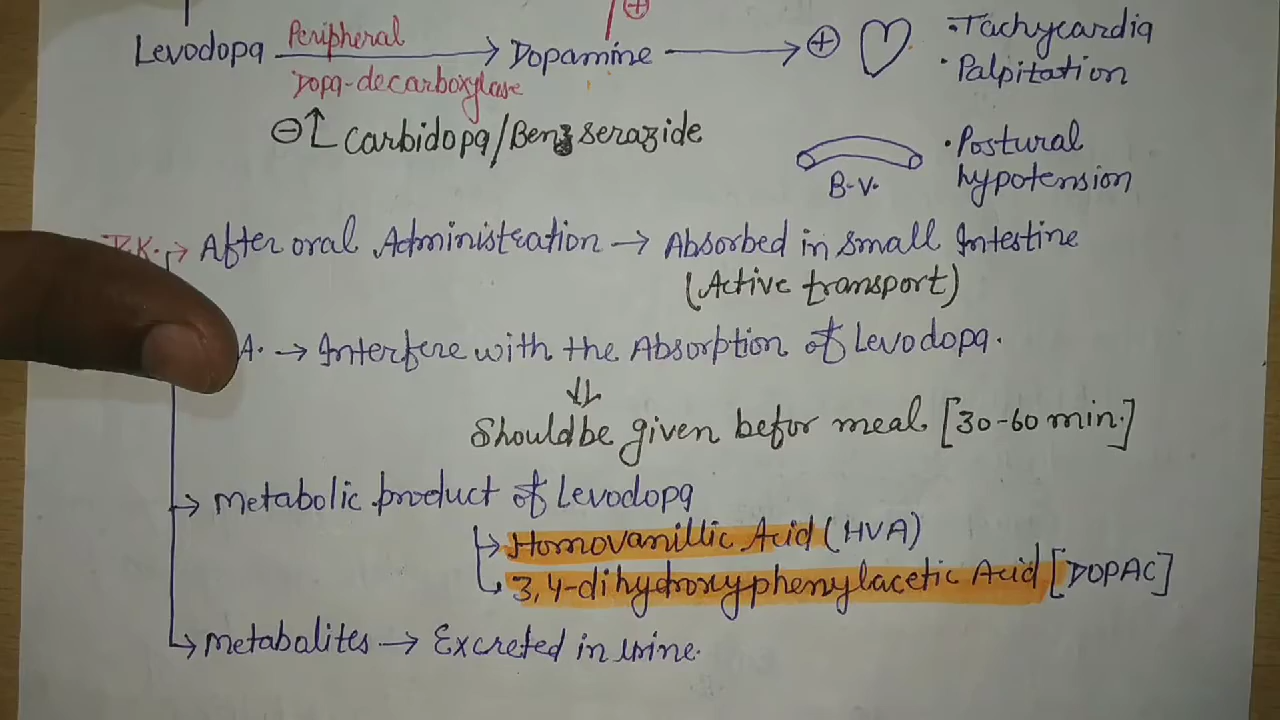 Levodopa Peripheral → Dopamine → ⊕ •Tachycardia
Dopa-decarboxylase •Palpitation
⊖↑ Carbidopa/Benserazide
•Postural
B.V. hypotension
P.K. → After oral Administration → Absorbed in small Intestine
(Active transport)
A. → Interfere with the Absorption of Levodopa.
⇓
Should be given befor meal [30-60 min.]
→ Metabolic product of Levodopa
→ Homovanillic Acid (HVA)
→ 3,4-dihydroxyphenylacetic Acid [DOPAC]
→ Metabolites → Excreted in urine.